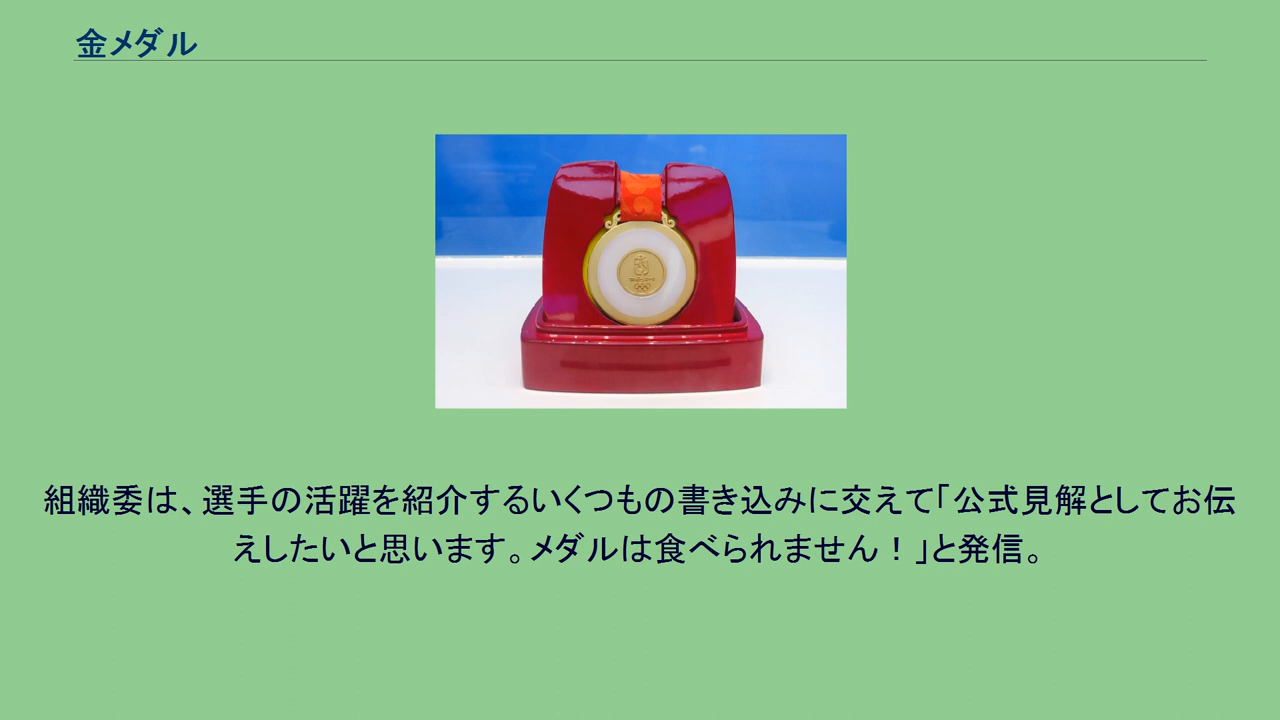 金メダル
組織委は、選手の活躍を紹介するいくつもの書き込みに交えて｢公式見解としてお伝
えしたいと思います。メダルは食べられません！｣と発信。